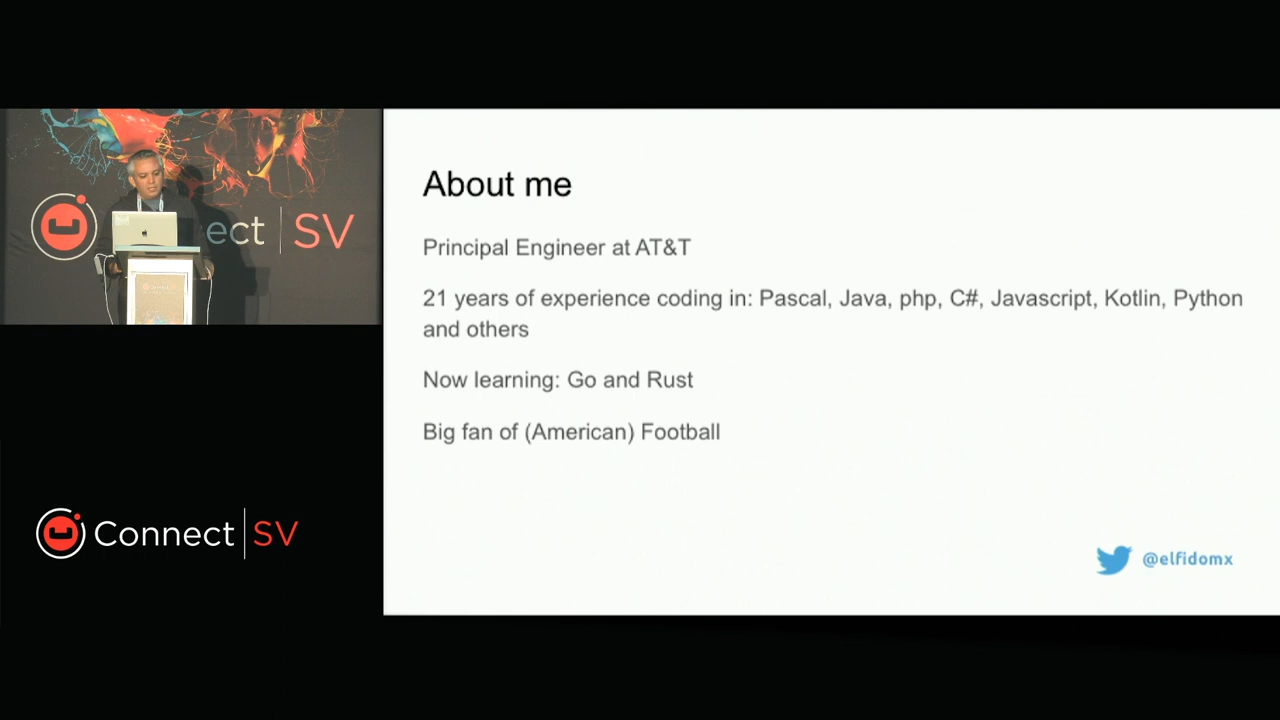 ect | SV
About me
Principal Engineer at AT&T
21 years of experience coding in: Pascal, Java, php, C#, Javascript, Kotlin, Python
and others
Now learning: Go and Rust
Big fan of (American) Football
Connect | SV
@elfidomx